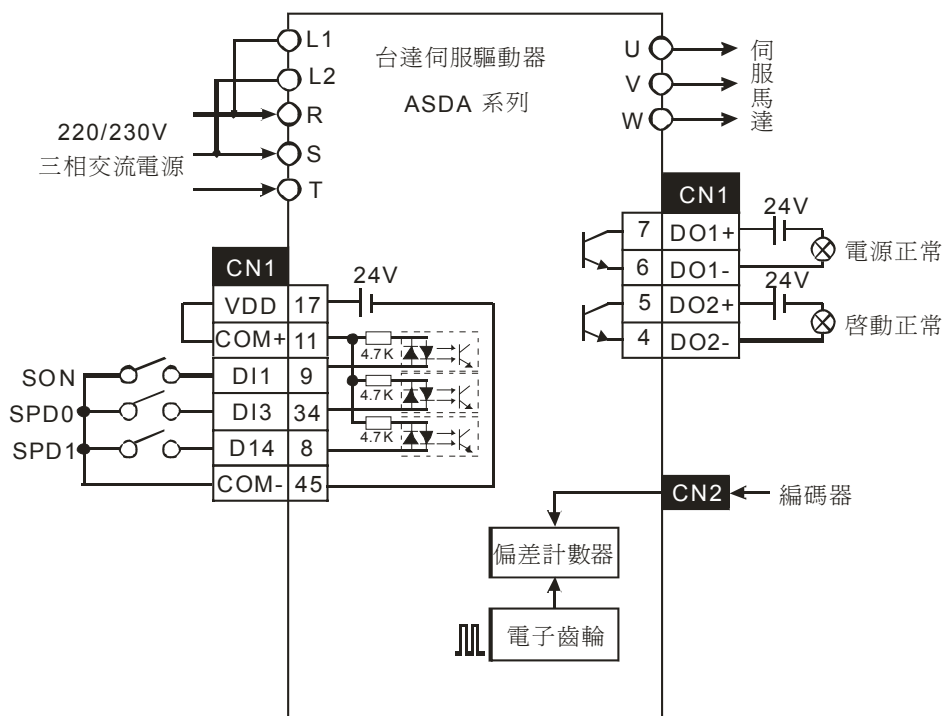 L1
L2
R
S
T
220/230V
三相交流電源
台達伺服驅動器
ASDA 系列
U
V
W
伺服馬達
CN1
7 DO1+
6 DO1-
5 DO2+
4 DO2-
24V
電源正常
24V
啓動正常
CN1
VDD 17
COM+ 11
DI1 9
DI3 34
D14 8
COM- 45
24V
4.7K
4.7K
4.7K
SON
SPD0
SPD1
CN2
編碼器
偏差計數器
電子齒輪